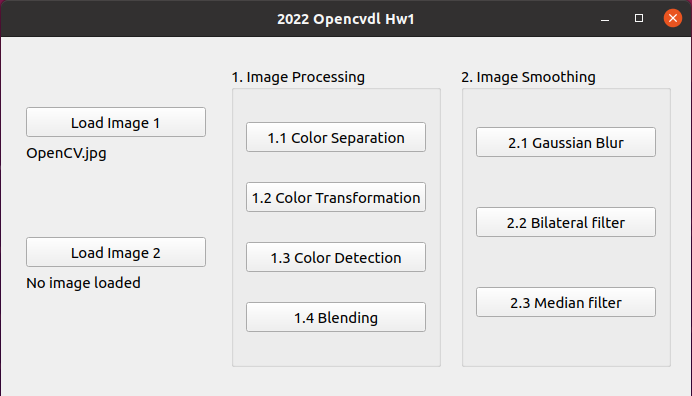 2022 Opencvdl Hw1
Load Image 1
OpenCV.jpg
Load Image 2
No image loaded
1. Image Processing
1.1 Color Separation
1.2 Color Transformation
1.3 Color Detection
1.4 Blending
2. Image Smoothing
2.1 Gaussian Blur
2.2 Bilateral filter
2.3 Median filter